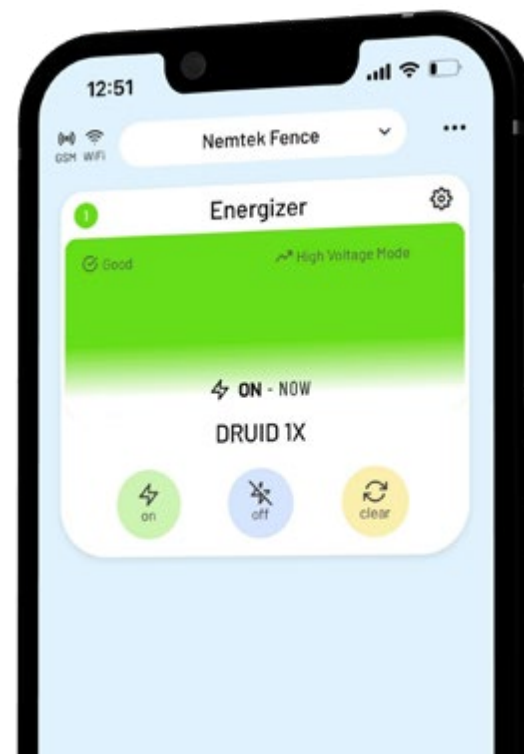 12:51
GSM WiFi
Nemtek Fence
1
Energizer
Good
High Voltage Mode
ON - NOW
DRUID 1X
on
off
clear